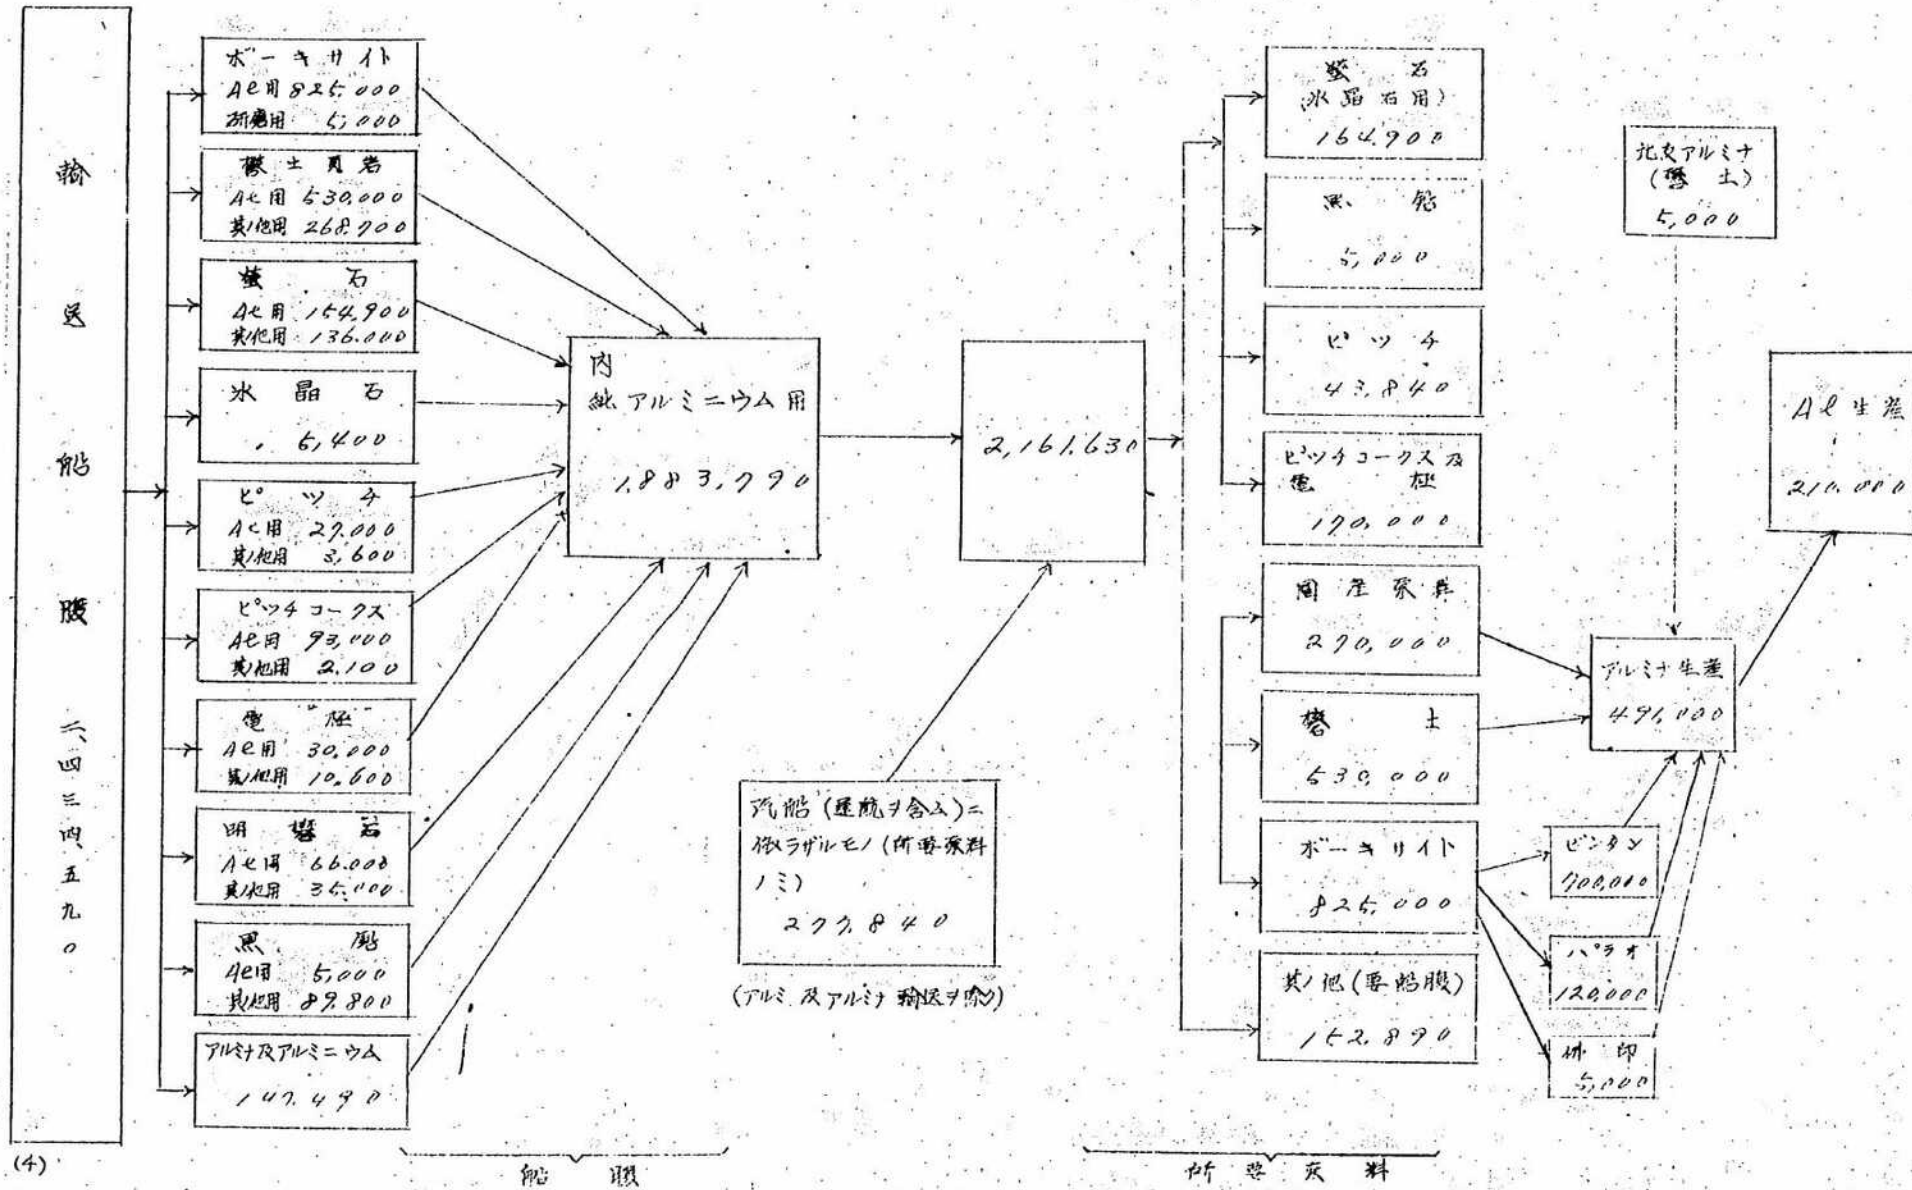 輸送船腹 二、四三四、五九〇
ボーキサイト
Aℓ用 825,000
研磨用 5,000
礬土頁岩
Aℓ用 530,000
其ノ他用 268,700
螢石
Aℓ用 154,900
其ノ他用 136,000
氷晶石
5,400
ピツチ
Aℓ用 27,000
其ノ他用 3,600
ピツチコークス
Aℓ用 93,000
其ノ他用 2,100
電極
Aℓ用 30,000
其ノ他用 10,600
明礬石
Aℓ用 66,000
其ノ他用 35,000
黒鉛
Aℓ用 5,000
其ノ他用 89,800
アルミナ及アルミニウム
147,490
船腹
内
純アルミニウム用
1,883,790
汽船(運航ヲ含ム)ニ
依ラザルモノ(所要原料
ノミ)
277,840
(アルミ及アルミナ輸送ヲ除ク)
2,161,630
螢石
(氷晶石用)
164,900
黒鉛
5,000
ピツチ
43,840
ピツチコークス及
電極
170,000
国産原料
270,000
礬土
530,000
ボーキサイト
825,000
其ノ他(要船腹)
152,890
所要原料
北支アルミナ
(礬土)
5,000
アルミナ生産
491,000
ビンタン
700,000
パラオ
120,000
佛印
5,000
Aℓ生産
210,000
(4)